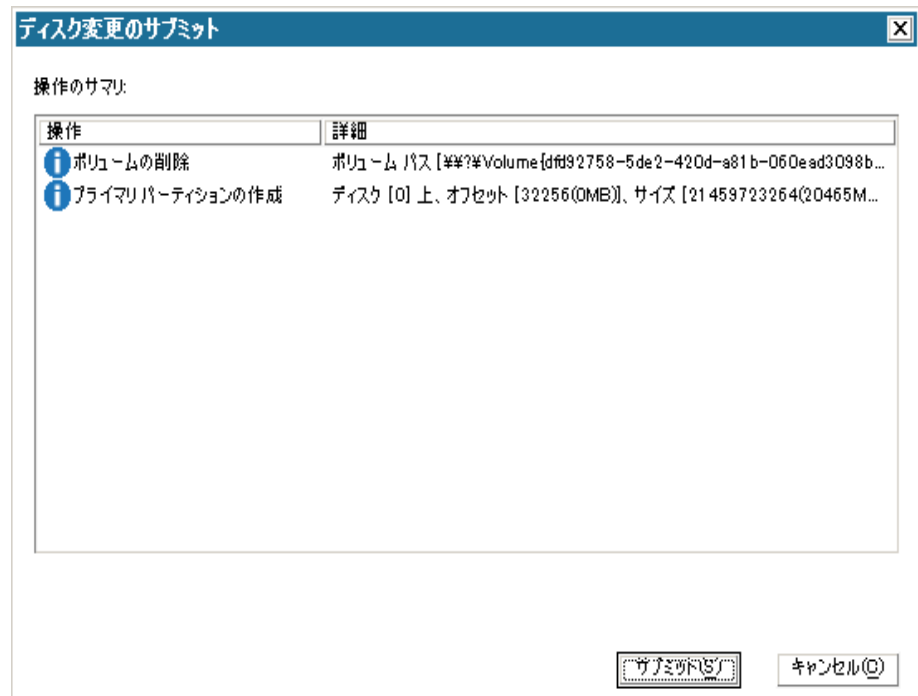 ディスク変更のサブミット
操作のサマリ:
操作 詳細
ボリュームの削除 ボリューム パス [¥¥?¥Volume{dfd92758-5de2-420d-a81b-060ead3098b...
プライマリ パーティションの作成 ディスク [0] 上、オフセット [32256(0MB)]、サイズ [21459723264(20465M...
サブミット(S) キャンセル(C)